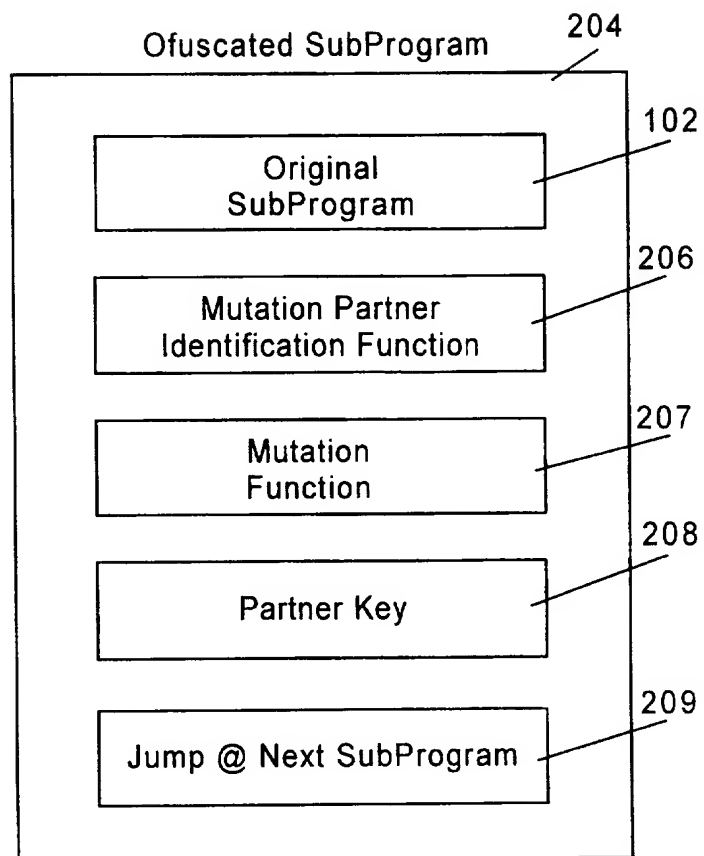 Ofuscated SubProgram
204
102
Original
SubProgram
206
Mutation Partner
Identification Function
207
Mutation
Function
208
Partner Key
209
Jump @ Next SubProgram